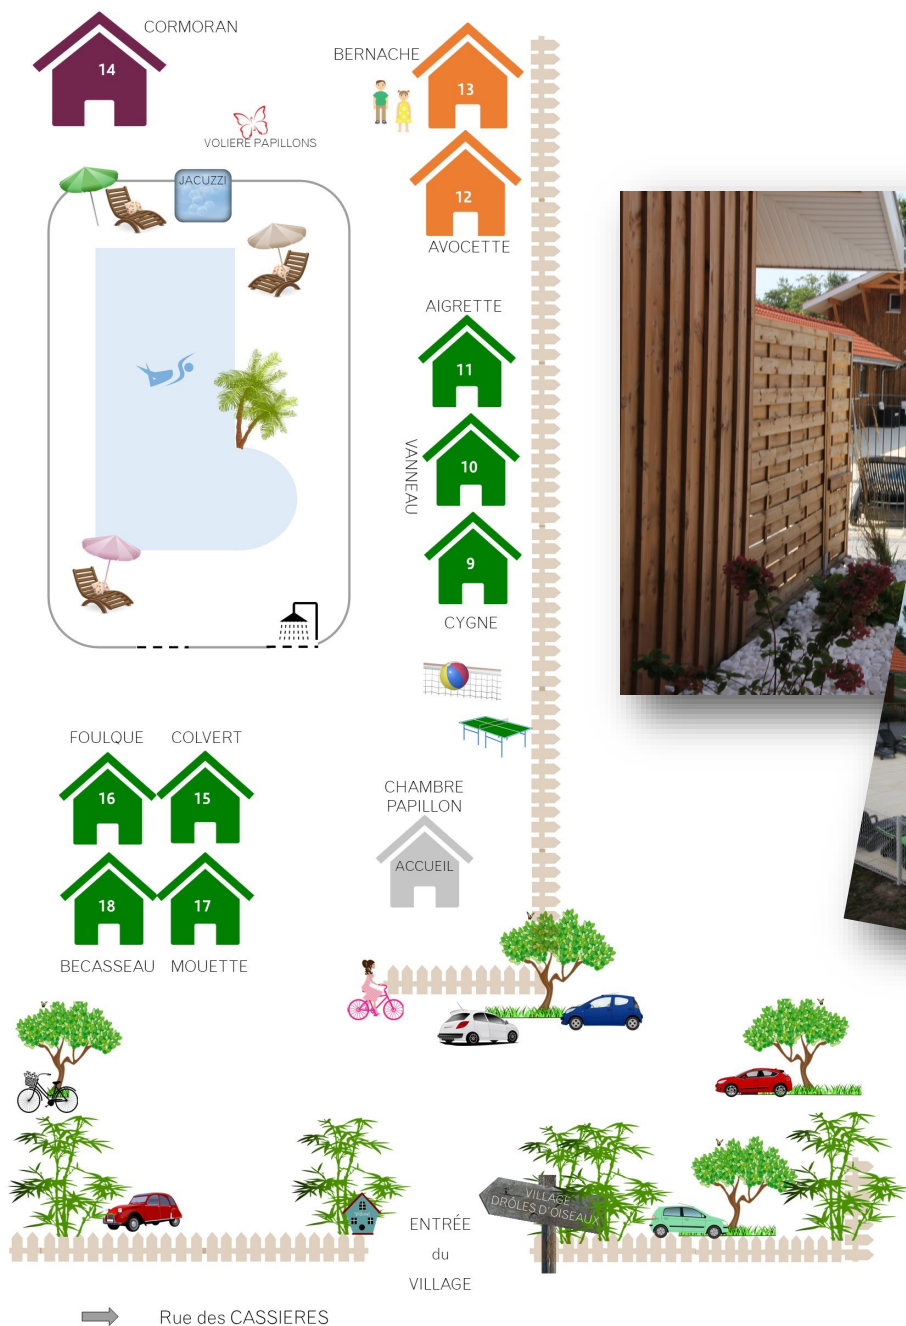 CORMORAN
14
BERNACHE
13
VOLIERE PAPILLONS
JACUZZI
12
AVOCETTE
AIGRETTE
11
VANNEAU
10
9
CYGNE
FOULQUE
COLVERT
16
15
CHAMBRE
PAPILLON
ACCUEIL
18
17
BECASSEAU
MOUETTE
VILLAGE
DRÔLES D'OISEAUX
ENTRÉE
du
VILLAGE
Rue des CASSIERES